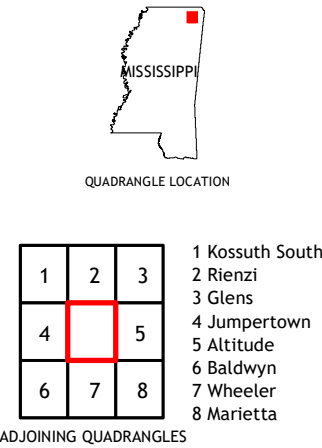 MISSISSIPPI
QUADRANGLE LOCATION
1 2 3
4 5
6 7 8
1 Kossuth South
2 Rienzi
3 Glens
4 Jumpertown
5 Altitude
6 Baldwyn
7 Wheeler
8 Marietta
ADJOINING QUADRANGLES